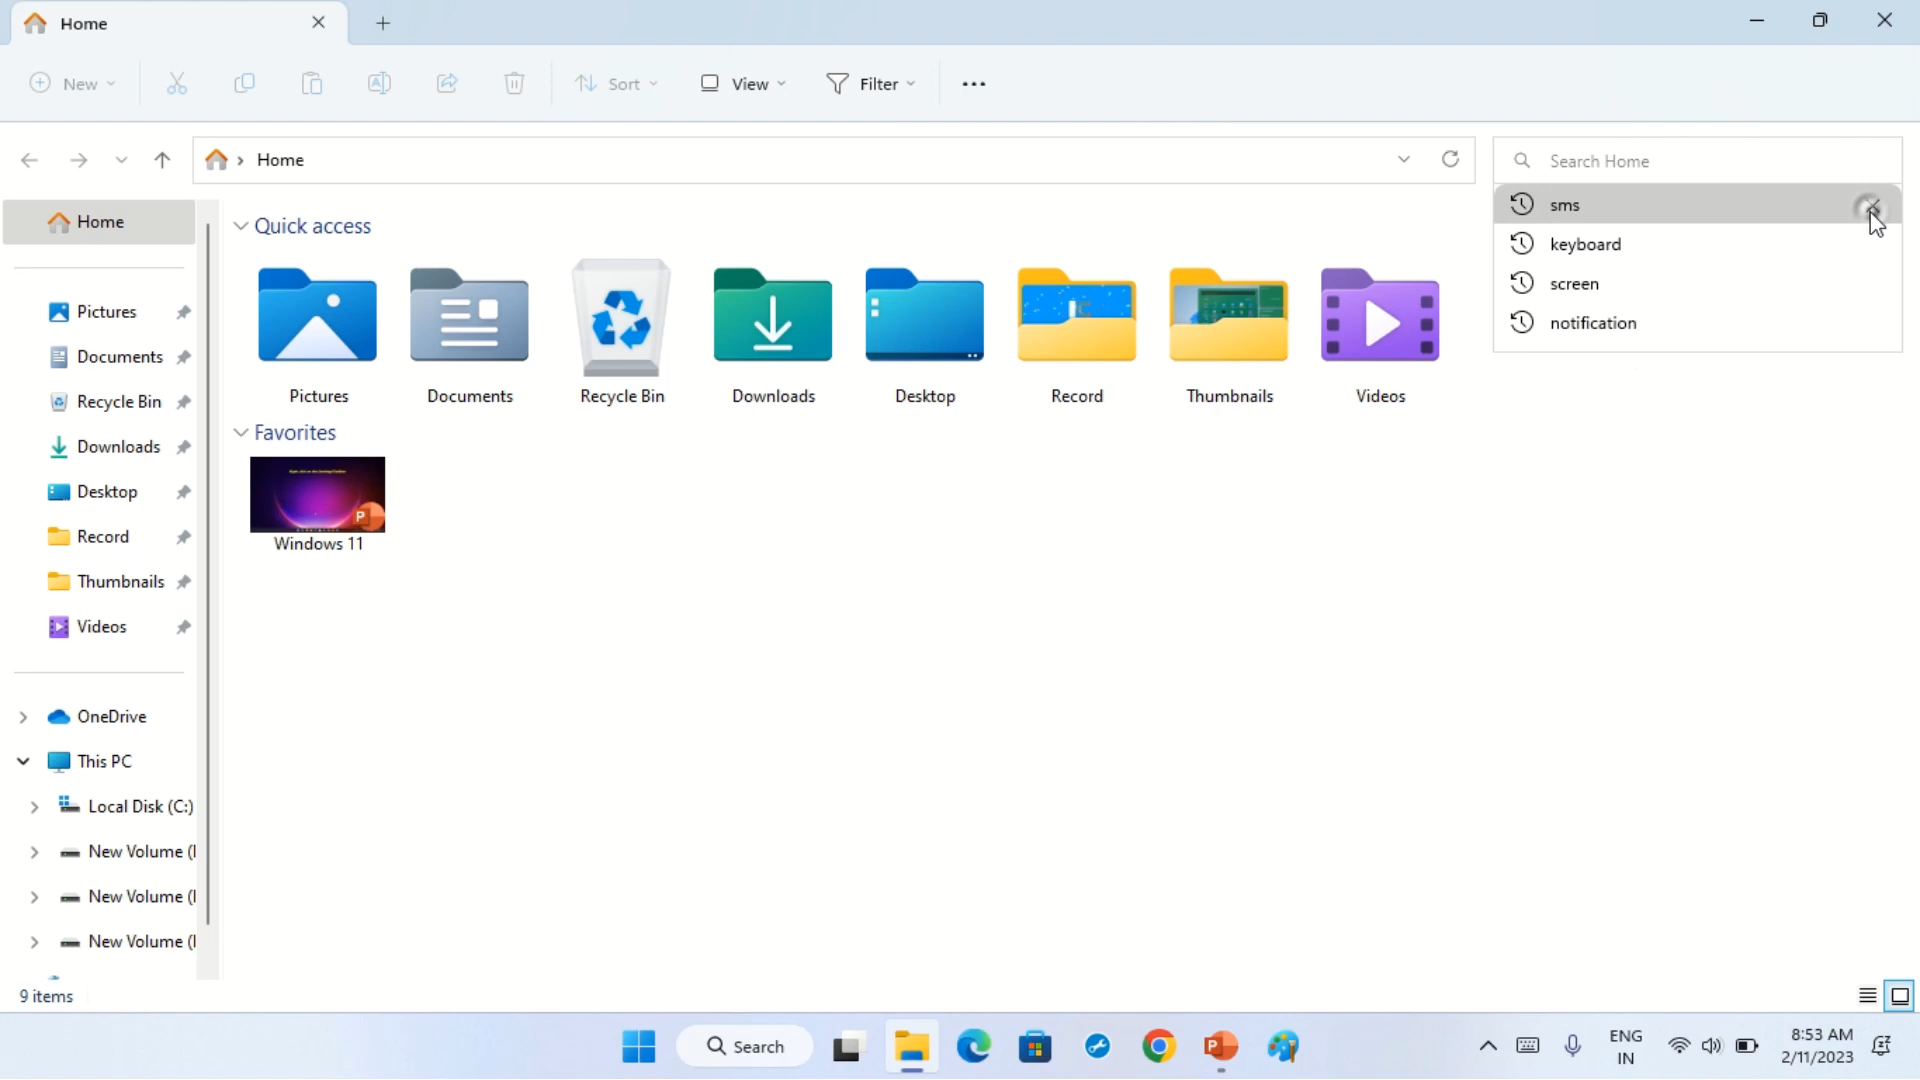 Home
New
Sort
View
Filter
Home
Search Home
sms
keyboard
screen
notification
Home
Pictures
Documents
Recycle Bin
Downloads
Desktop
Record
Thumbnails
Videos
OneDrive
This PC
Local Disk (C:)
New Volume (
New Volume (
New Volume (
Quick access
Pictures
Documents
Recycle Bin
Downloads
Desktop
Record
Thumbnails
Videos
Favorites
Windows 11
9 items
Search
ENG
IN
8:53 AM
2/11/2023